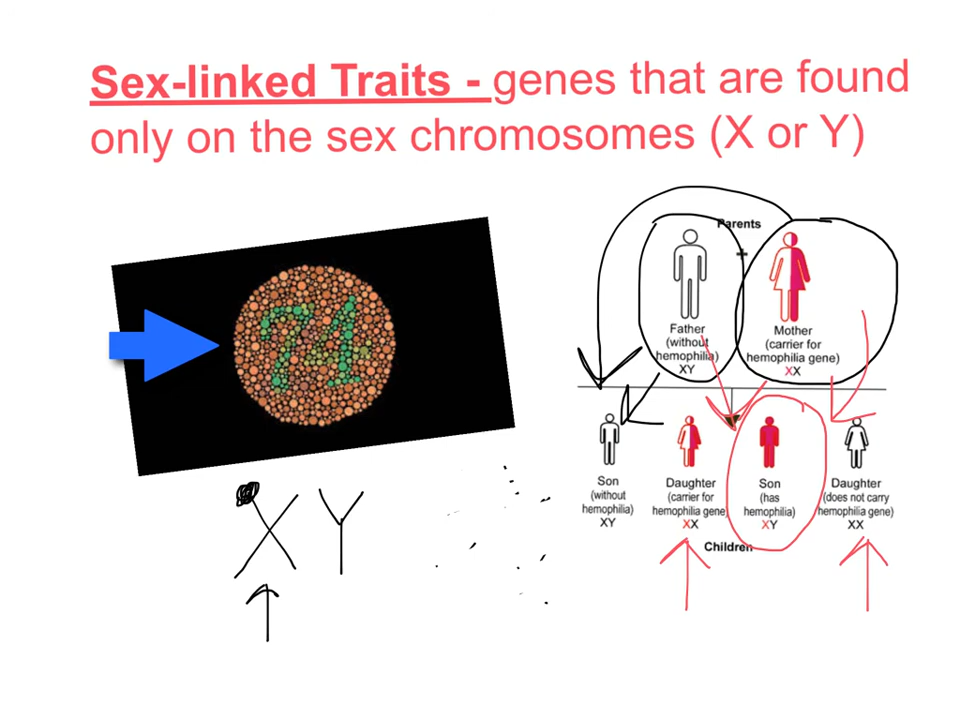 Sex-linked Traits - genes that are found
only on the sex chromosomes (X or Y)
Parents
+
Father
(without
hemophilia)
XY
Mother
(carrier for
hemophilia gene)
XX
74
Son
(without
hemophilia)
XY
Daughter
(carrier for
hemophilia gene)
XX
Son
(has
hemophilia)
XY
Daughter
(does not carry
hemophilia gene)
XX
Children
X Y